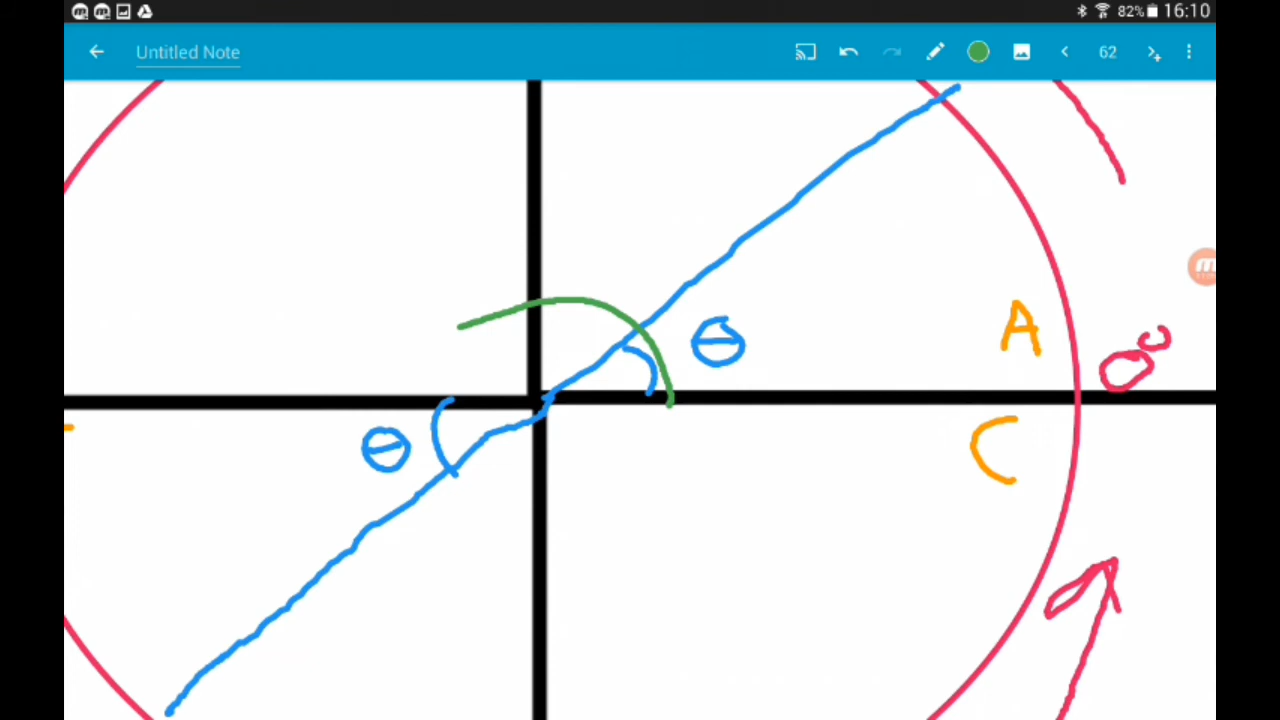 82% 16:10
Untitled Note
62
θ
A
0°
θ
C